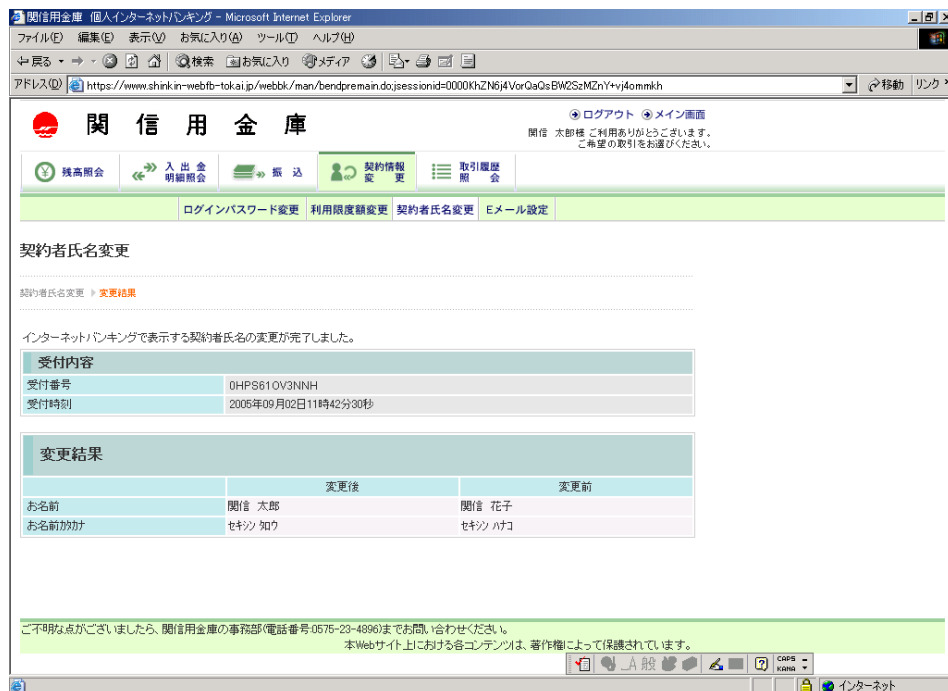 関信用金庫 個人インターネットバンキング - Microsoft Internet Explorer
ファイル(F) 編集(E) 表示(V) お気に入り(A) ツール(T) ヘルプ(H)
戻る 検索 お気に入り メディア
アドレス(D) https://www.shinkin-webfb-tokai.jp/webbk/man/bendpremain.do;jsessionid=0000KhZN6j4VorQaQsBW2SzMZnY+vj4ommkh 移動 リンク »
関 信 用 金 庫
ログアウト メイン画面
関信 太郎様 ご利用ありがとうございます。
ご希望の取引をお選びください。
残高照会 入出金明細照会 振込 契約情報変更 取引履歴照会
ログインパスワード変更 利用限度額変更 契約者氏名変更 Eメール設定
契約者氏名変更
契約者氏名変更 変更結果
インターネットバンキングで表示する契約者氏名の変更が完了しました。
受付内容
受付番号 0HPS61OV3NNH
受付時刻 2005年09月02日11時42分30秒
変更結果
変更後 変更前
お名前 関信 太郎 関信 花子
お名前カタカナ セキシン タロウ セキシン ハナコ
ご不明な点がございましたら、関信用金庫の事務部(電話番号:0575-23-4896)までお問い合わせください。
本Webサイト上における各コンテンツは、著作権によって保護されています。
A 般 CAPS KANA
インターネット